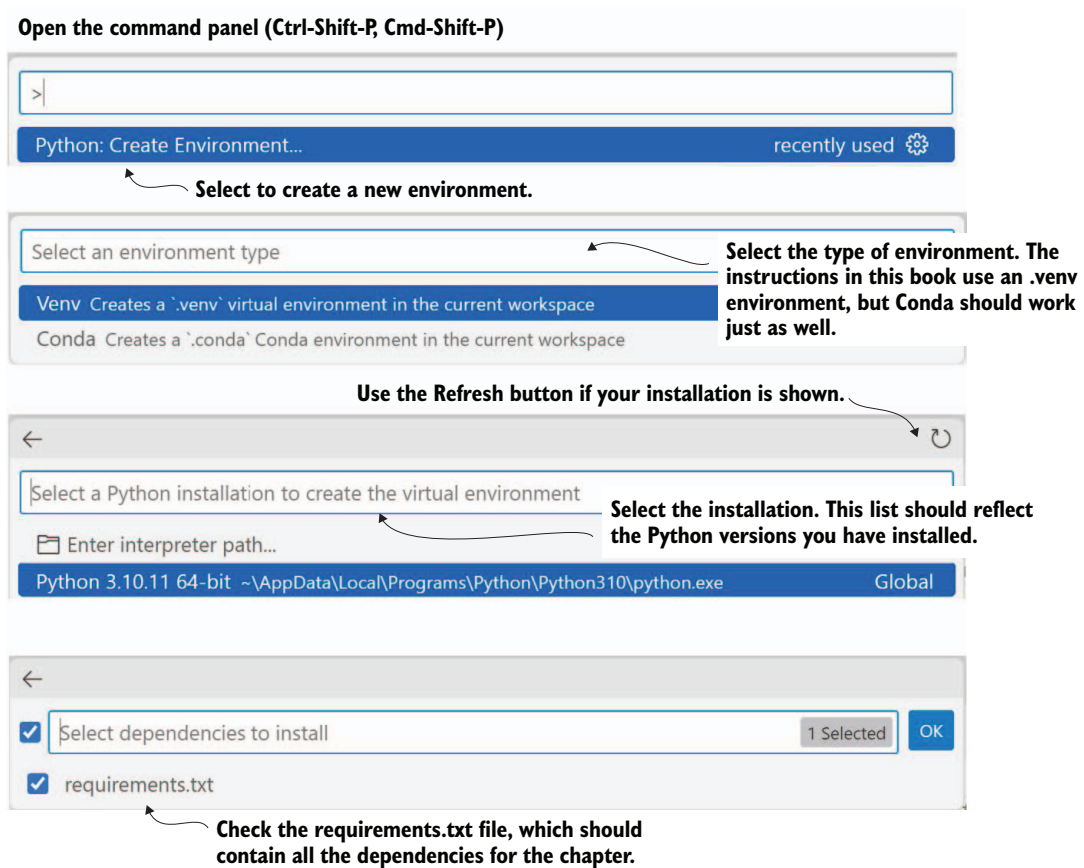 Open the command panel (Ctrl-Shift-P, Cmd-Shift-P)
>
Python: Create Environment... recently used
Select to create a new environment.
Select an environment type
Select the type of environment. The
instructions in this book use an .venv
environment, but Conda should work
just as well.
Venv Creates a `.venv` virtual environment in the current workspace
Conda Creates a `.conda` Conda environment in the current workspace
Use the Refresh button if your installation is shown.
Select a Python installation to create the virtual environment
Select the installation. This list should reflect
the Python versions you have installed.
Enter interpreter path...
Python 3.10.11 64-bit ~\AppData\Local\Programs\Python\Python310\python.exe Global
Select dependencies to install 1 Selected OK
requirements.txt
Check the requirements.txt file, which should
contain all the dependencies for the chapter.